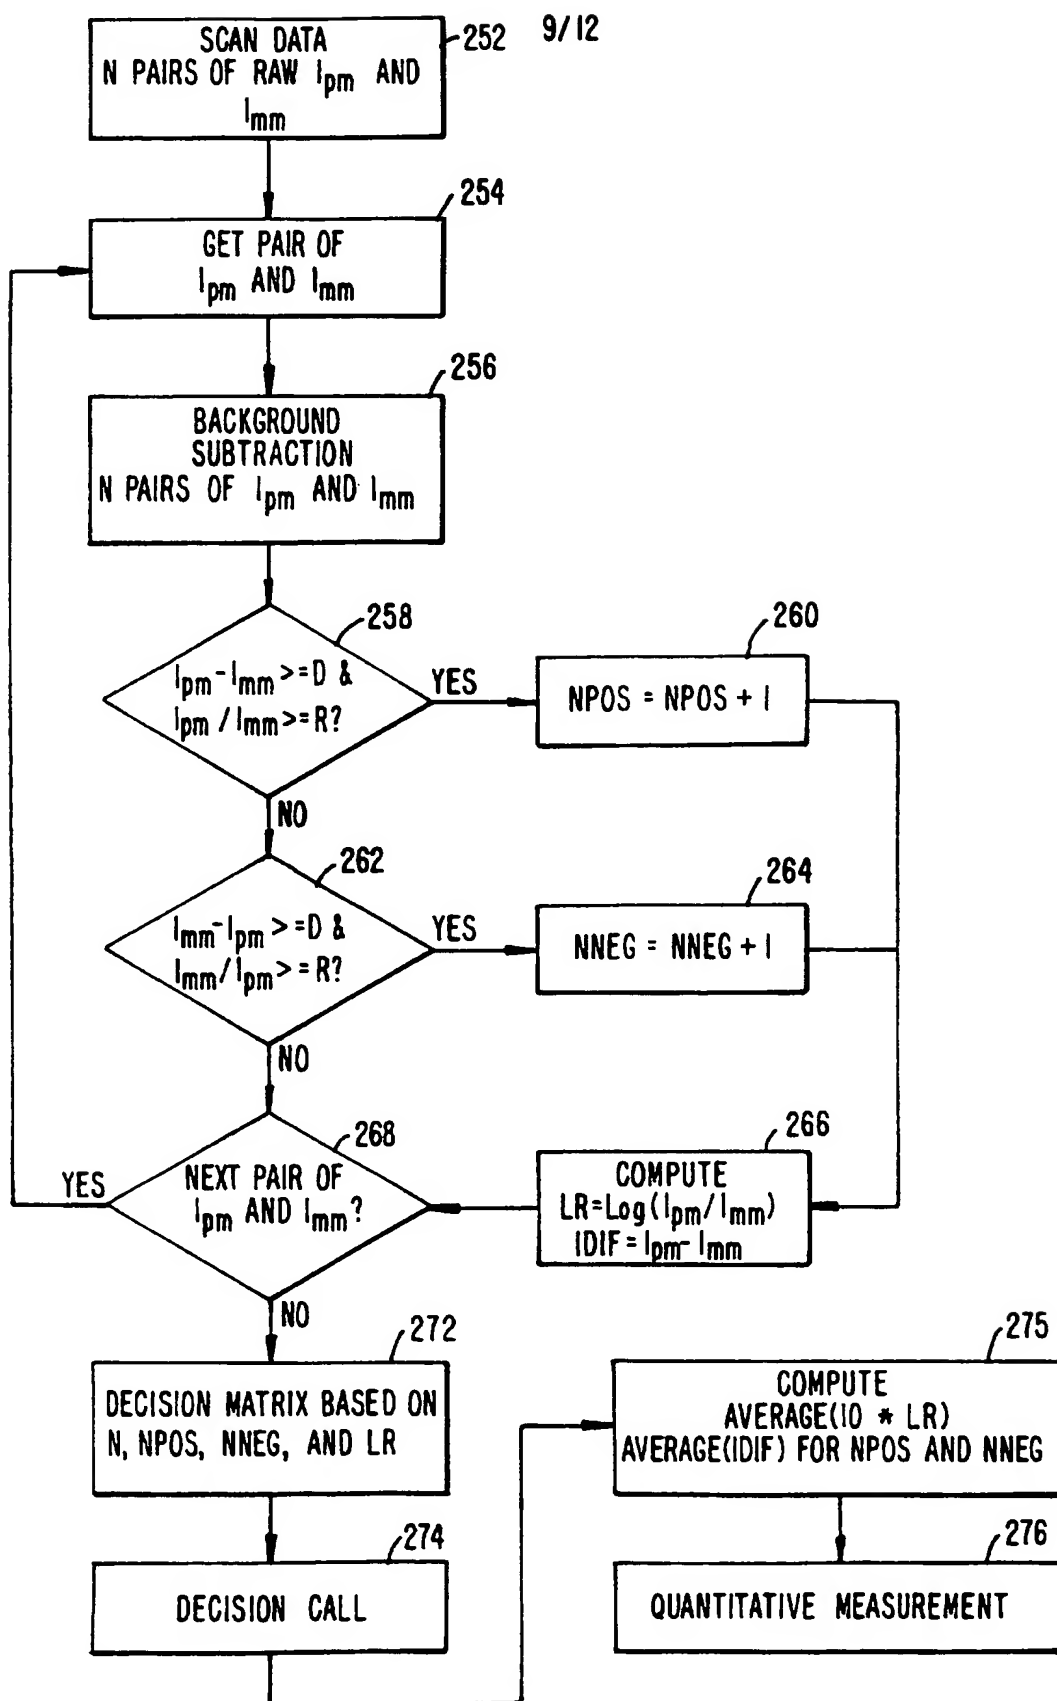 9/12
252
SCAN DATA
N PAIRS OF RAW Ipm AND
Imm
254
GET PAIR OF
Ipm AND Imm
256
BACKGROUND
SUBTRACTION
N PAIRS OF Ipm AND Imm
258
Ipm-Imm>=D &
Ipm/Imm>=R?
YES
260
NPOS = NPOS + 1
NO
262
Imm-Ipm>=D &
Imm/Ipm>=R?
YES
264
NNEG = NNEG + 1
NO
268
NEXT PAIR OF
Ipm AND Imm?
YES
266
COMPUTE
LR=Log(Ipm/Imm)
IDIF=Ipm-Imm
NO
272
DECISION MATRIX BASED ON
N, NPOS, NNEG, AND LR
274
DECISION CALL
275
COMPUTE
AVERAGE(10 * LR)
AVERAGE(IDIF) FOR NPOS AND NNEG
276
QUANTITATIVE MEASUREMENT